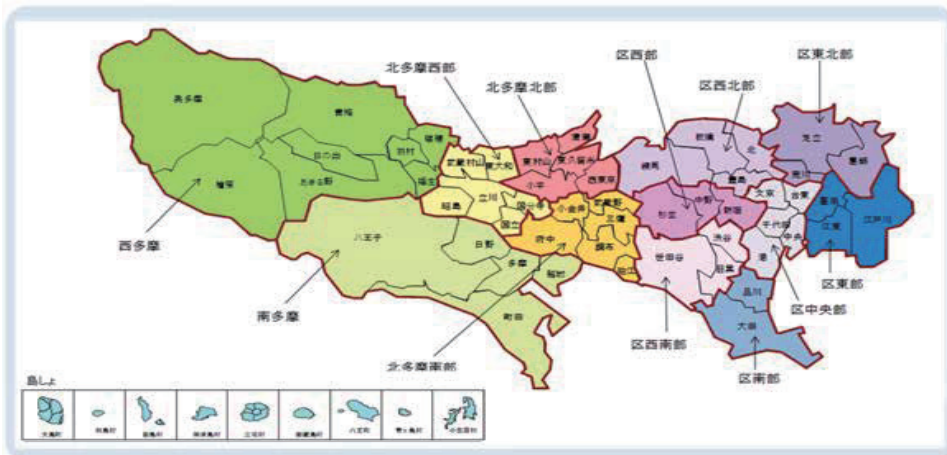 区東北部
区西部
北多摩西部
区西北部
北多摩北部
奥多摩
青梅
瑞穂
羽村
日の出
あきる野
福生
檜原
武蔵村山
東大和
東村山
清瀬
東久留米
西東京
小平
昭島
立川
国分寺
国立
小金井
武蔵野
三鷹
府中
調布
狛江
八王子
日野
多摩
稲城
町田
練馬
板橋
北
豊島
杉並
中野
新宿
世田谷
渋谷
目黒
足立
葛飾
荒川
文京
台東
千代田
中央
港
墨田
江東
江戸川
品川
大田
西多摩
南多摩
北多摩南部
区東部
区中央部
区西南部
区南部
島しょ
大島町
利島村
新島村
神津島村
三宅村
御蔵島村
八丈町
青ヶ島村
小笠原村